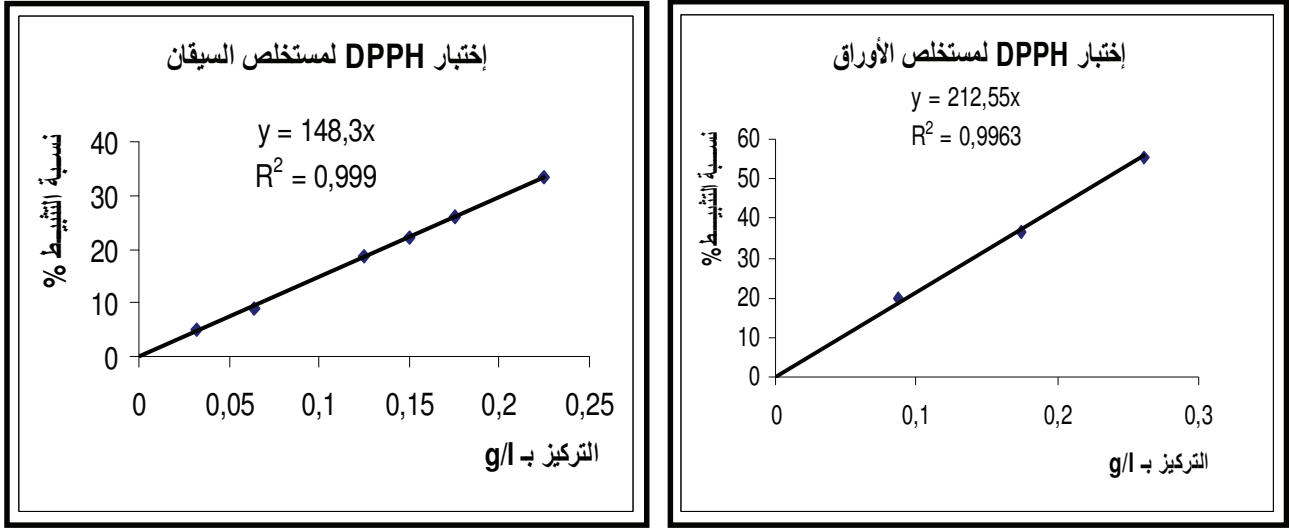 إختبار DPPH لمستخلص السيقان
y = 148,3x
R² = 0,999
نسبة التثبيط %
40
30
20
10
0
0 0,05 0,1 0,15 0,2 0,25
التركيز بـ g/l
إختبار DPPH لمستخلص الأوراق
y = 212,55x
R² = 0,9963
نسبة التثبيط %
60
50
40
30
20
10
0
0 0,1 0,2 0,3
التركيز بـ g/l